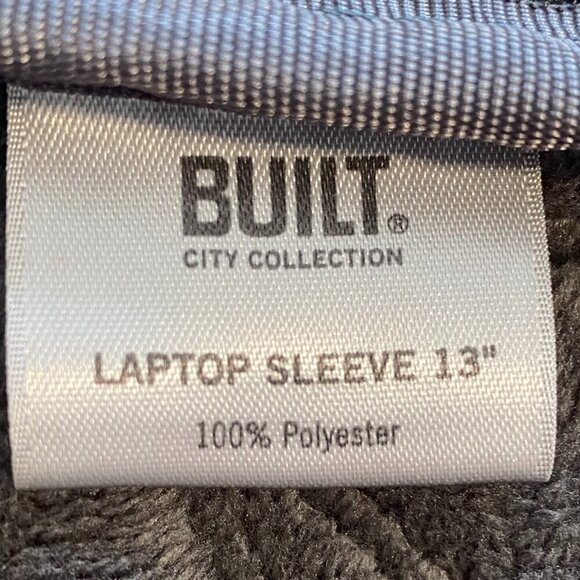 BUILT®
CITY COLLECTION
LAPTOP SLEEVE 13"
100% Polyester